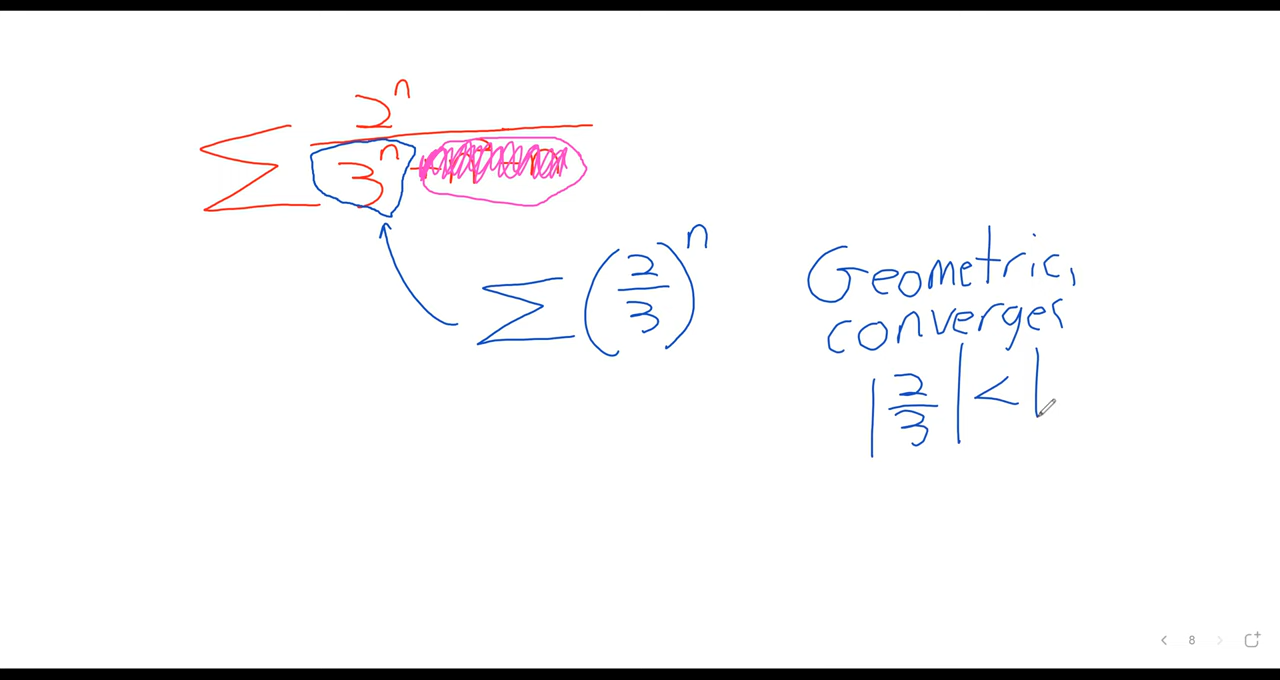 ∑ 2^n / 3^n
∑ (2/3)^n
Geometric,
converges
|2/3| < 1
8